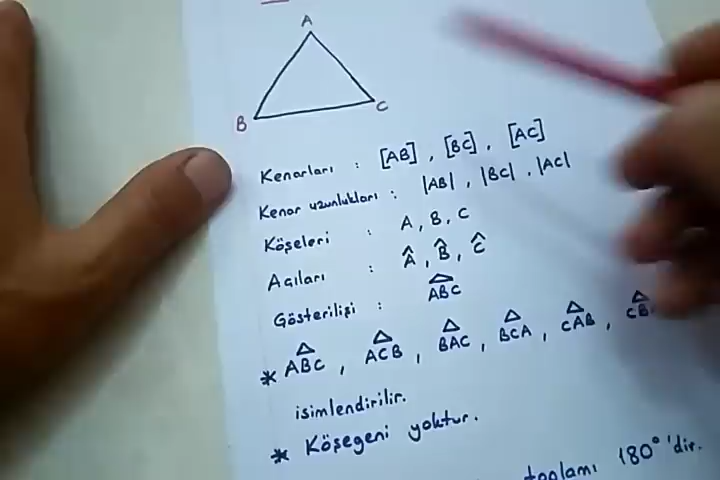 A
B
C
Kenarları : [AB] , [BC] , [AC]
Kenar uzunlukları : |AB| , |BC| , |AC|
Köşeleri : A, B, C
Açıları : Â, B̂, Ĉ
Gösterilişi : ABC
* ABC , ACB , BAC , BCA , CAB ,
isimlendirilir.
* Köşegeni yoktur.
toplamı 180°'dir.